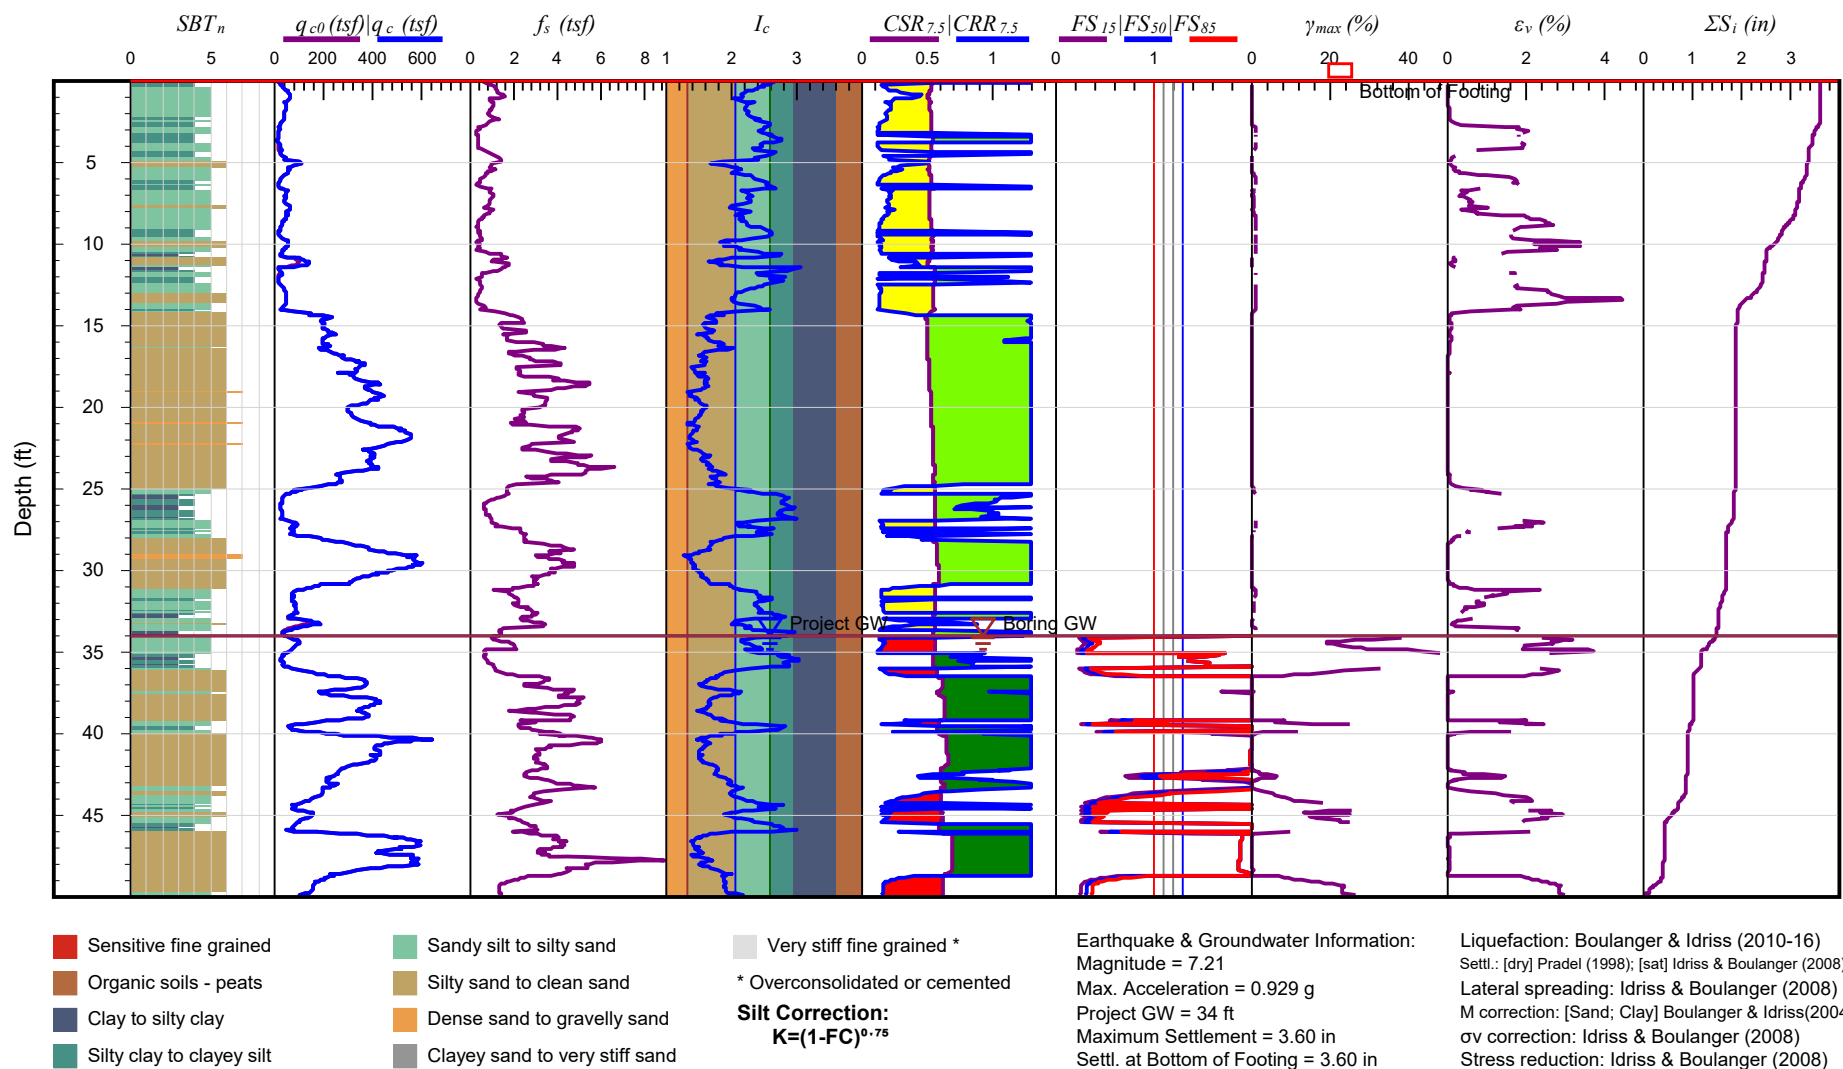 SBTn
qc0 (tsf)|qc (tsf)
fs (tsf)
Ic
CSR7.5|CRR7.5
FS15|FS50|FS85
γmax (%)
εv (%)
ΣSi (in)
0 5 0 200 400 600 0 2 4 6 8 1 2 3 0 0.5 1 0 1 0 20 40 0 2 4 0 1 2 3
Bottom of Footing
5
10
15
20
25
30
35
40
45
Depth (ft)
Project GW
Boring GW
Sensitive fine grained
Organic soils - peats
Clay to silty clay
Silty clay to clayey silt
Sandy silt to silty sand
Silty sand to clean sand
Dense sand to gravelly sand
Clayey sand to very stiff sand
Very stiff fine grained *
* Overconsolidated or cemented
Silt Correction:
K=(1-FC)⁰·⁷⁵
Earthquake & Groundwater Information:
Magnitude = 7.21
Max. Acceleration = 0.929 g
Project GW = 34 ft
Maximum Settlement = 3.60 in
Settl. at Bottom of Footing = 3.60 in
Liquefaction: Boulanger & Idriss (2010-16)
Settl.: [dry] Pradel (1998); [sat] Idriss & Boulanger (2008)
Lateral spreading: Idriss & Boulanger (2008)
M correction: [Sand; Clay] Boulanger & Idriss(2004
σv correction: Idriss & Boulanger (2008)
Stress reduction: Idriss & Boulanger (2008)